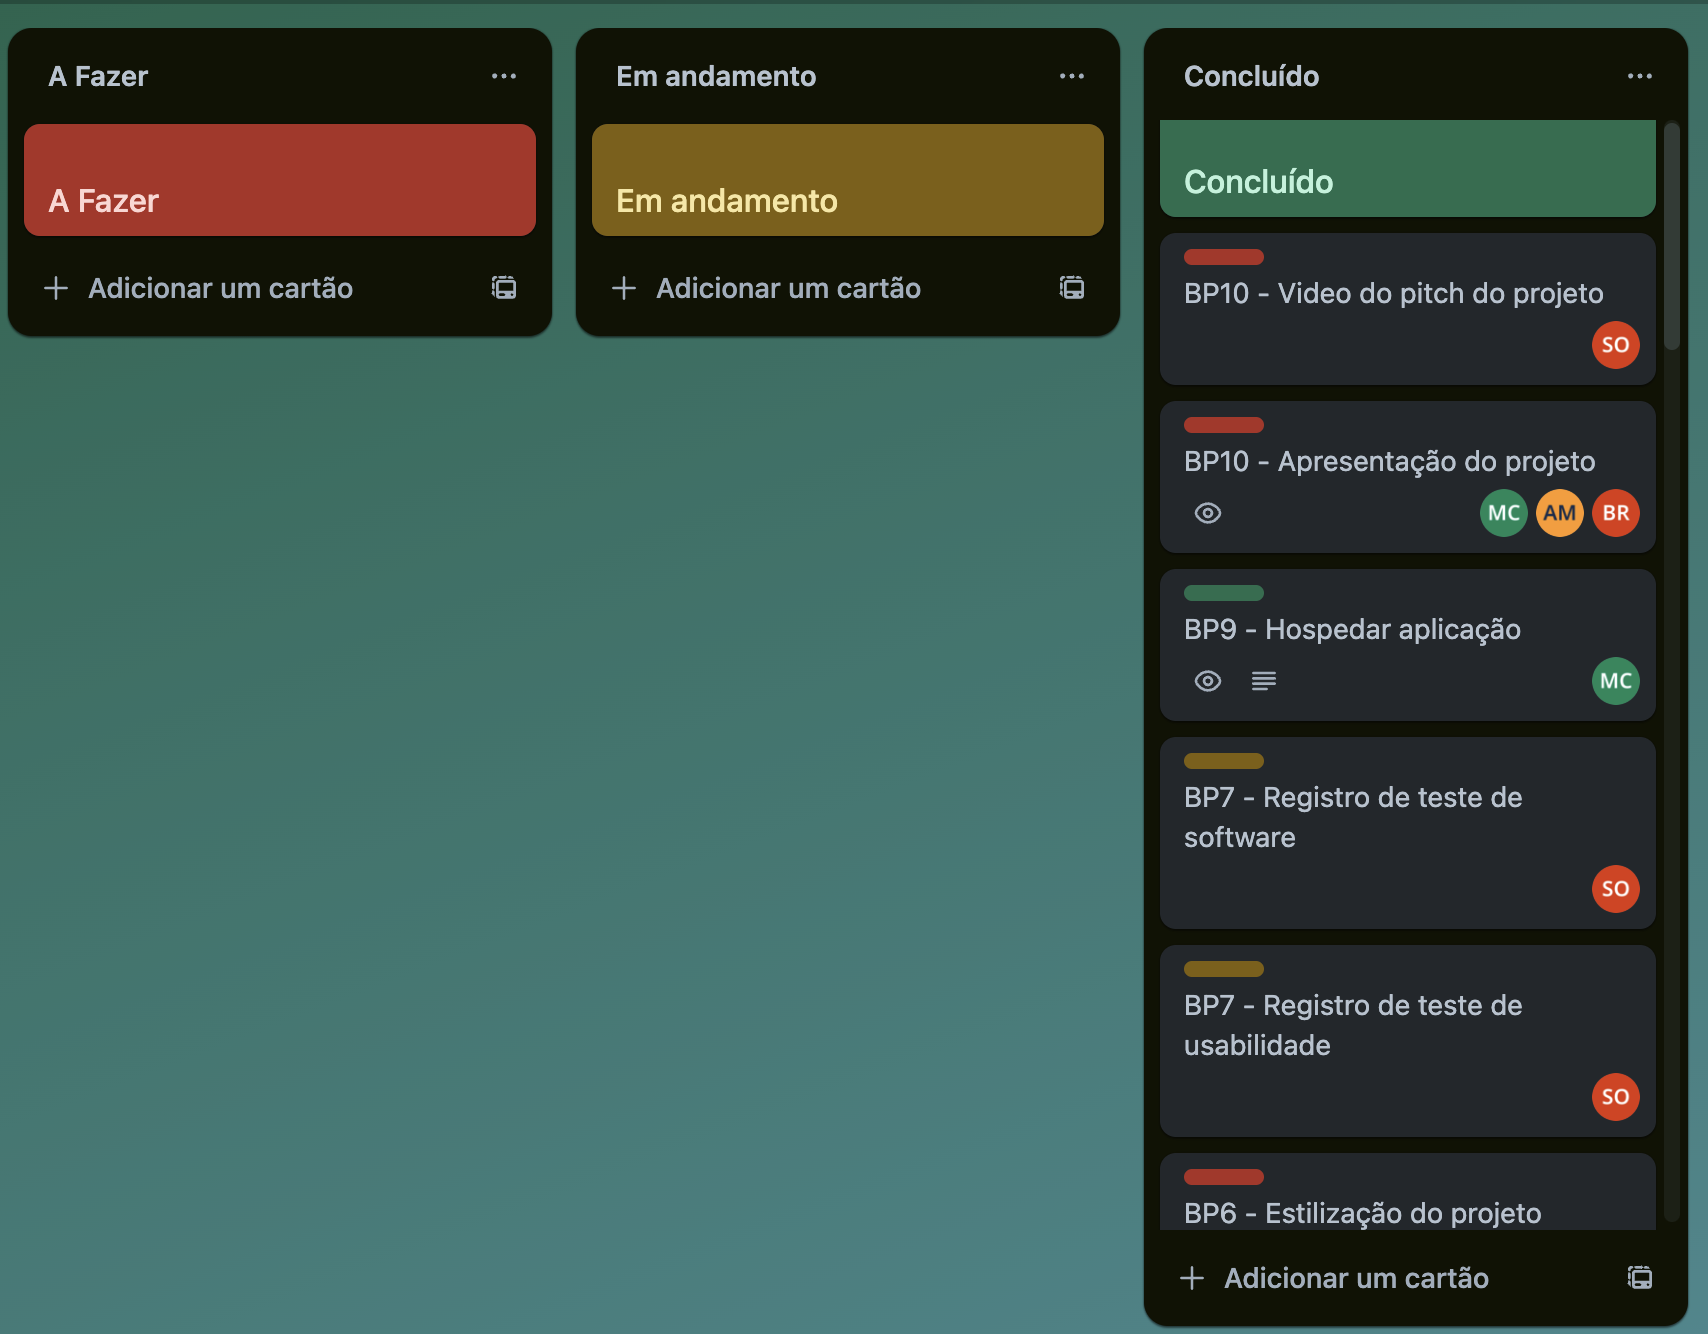 A Fazer
A Fazer
Adicionar um cartão
Em andamento
Em andamento
Adicionar um cartão
Concluído
Concluído
BP10 - Video do pitch do projeto
SO
BP10 - Apresentação do projeto
MC AM BR
BP9 - Hospedar aplicação
MC
BP7 - Registro de teste de
software
SO
BP7 - Registro de teste de
usabilidade
SO
BP6 - Estilização do projeto
Adicionar um cartão